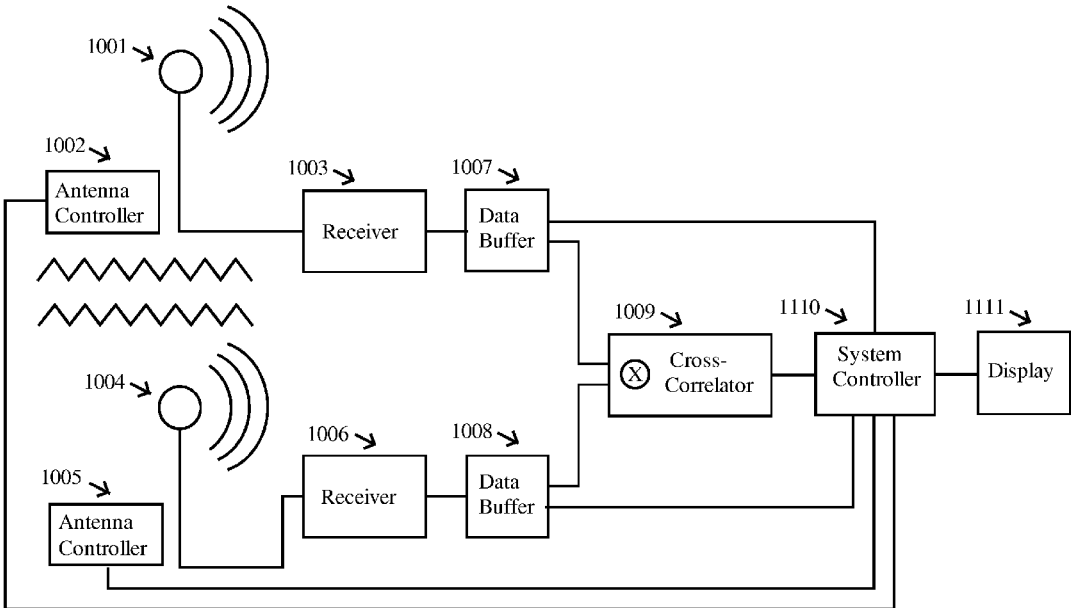 1001
1002
Antenna
Controller
1003
Receiver
1007
Data
Buffer
1009
X
Cross-
Correlator
1110
System
Controller
1111
Display
1004
1005
Antenna
Controller
1006
Receiver
1008
Data
Buffer